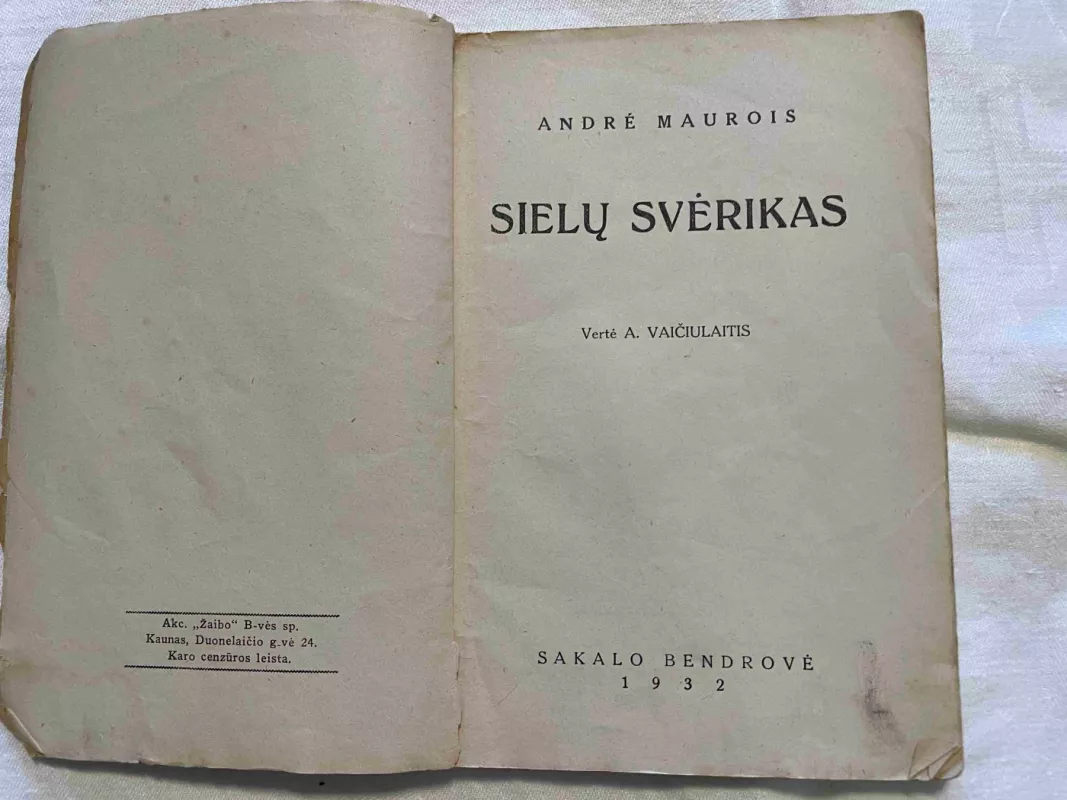 Akc. „Žaibo“ B-vės sp.
Kaunas, Duonelaičio g-vė 24.
Karo cenzūros leista.
ANDRÉ MAUROIS
SIELŲ SVĖRIKAS
Vertė A. VAIČIULAITIS
SAKALO BENDROVĖ
1932